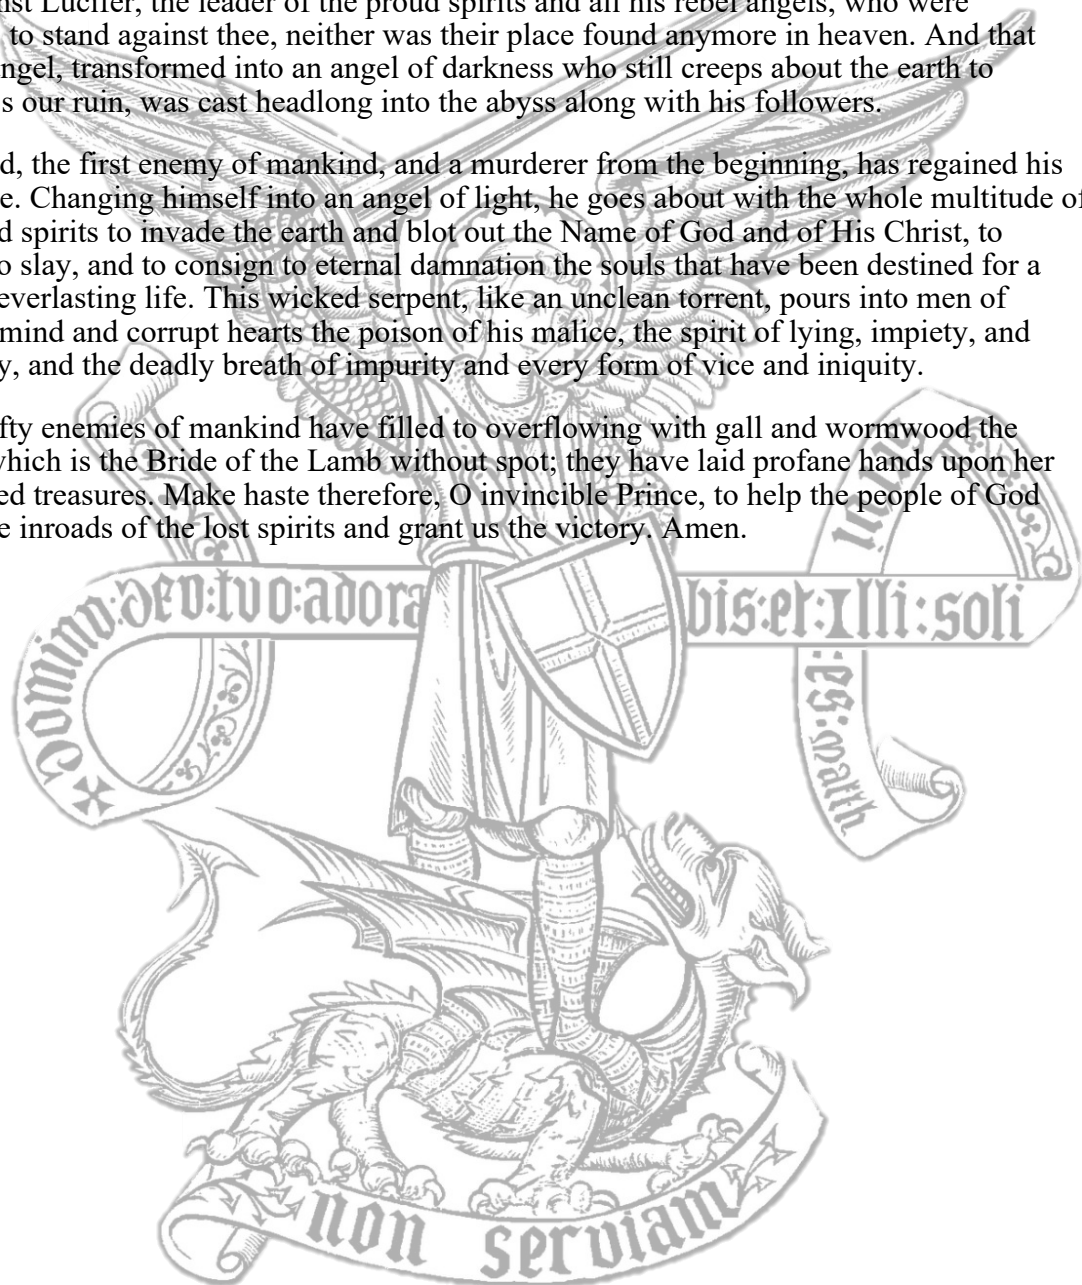 Lucifer, the leader of the proud spirits and all his rebel angels, who were
to stand against thee, neither was their place found anymore in heaven. And that
ngel, transformed into an angel of darkness who still creeps about the earth to
s our ruin, was cast headlong into the abyss along with his followers.
d, the first enemy of mankind, and a murderer from the beginning, has regained his
e. Changing himself into an angel of light, he goes about with the whole multitude of
d spirits to invade the earth and blot out the Name of God and of His Christ, to
o slay, and to consign to eternal damnation the souls that have been destined for a
everlasting life. This wicked serpent, like an unclean torrent, pours into men of
mind and corrupt hearts the poison of his malice, the spirit of lying, impiety, and
y, and the deadly breath of impurity and every form of vice and iniquity.
fty enemies of mankind have filled to overflowing with gall and wormwood the
which is the Bride of the Lamb without spot; they have laid profane hands upon her
ed treasures. Make haste therefore, O invincible Prince, to help the people of God
e inroads of the lost spirits and grant us the victory. Amen.
Domino:deo:tuo:adora
bis:et:Illi:soli
:es:matth
non serviam